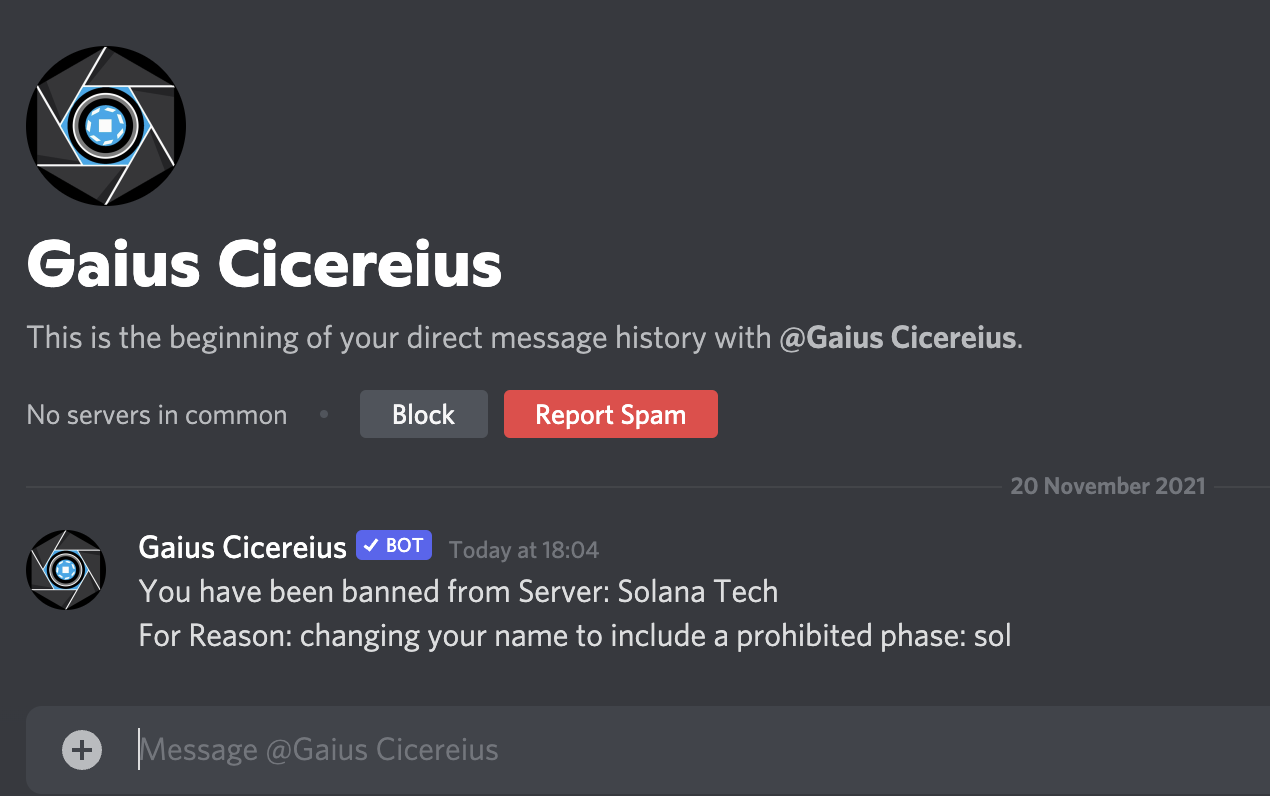 Gaius Cicereius
This is the beginning of your direct message history with @Gaius Cicereius.
No servers in common • Block Report Spam
20 November 2021
Gaius Cicereius ✓ BOT Today at 18:04
You have been banned from Server: Solana Tech
For Reason: changing your name to include a prohibited phase: sol
Message @Gaius Cicereius